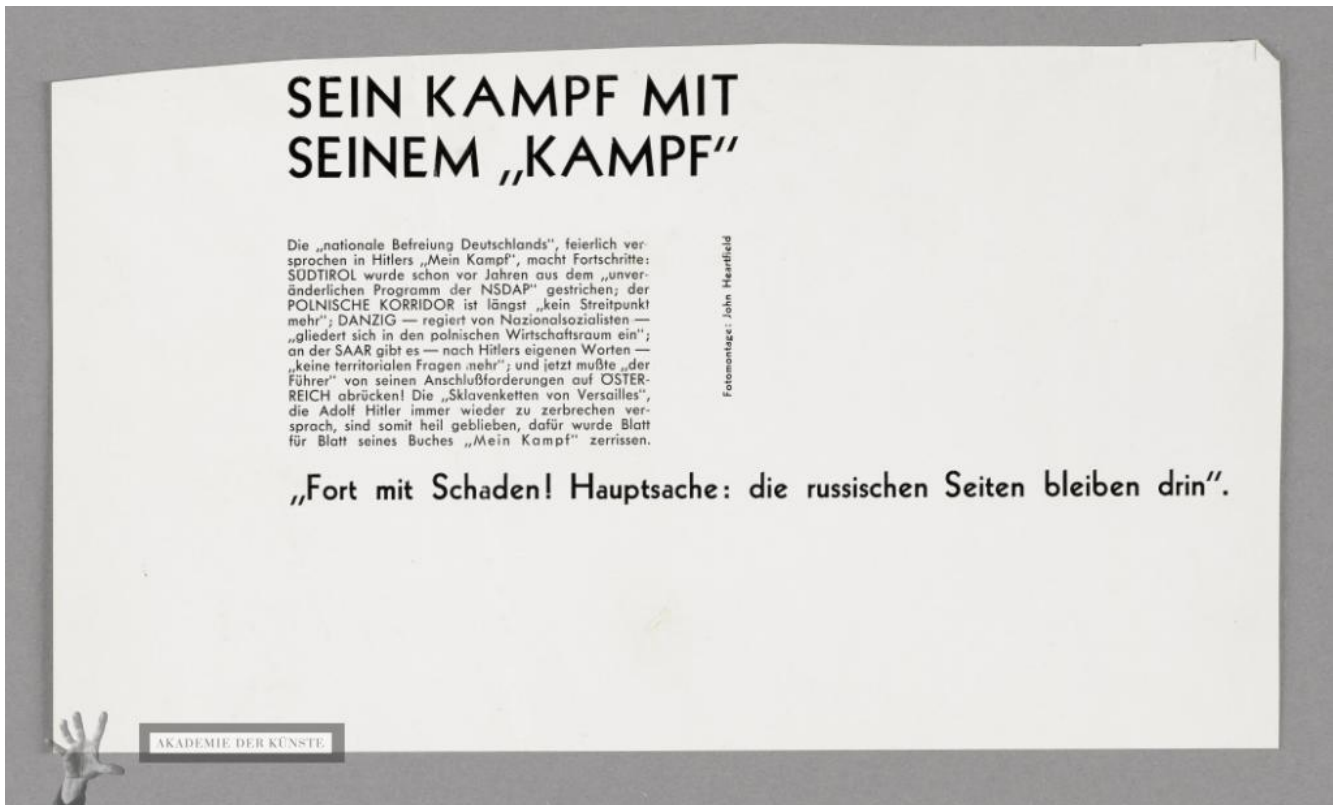 SEIN KAMPF MIT
SEINEM „KAMPF"
Die „nationale Befreiung Deutschlands", feierlich ver-
sprochen in Hitlers „Mein Kampf", macht Fortschritte:
SÜDTIROL wurde schon vor Jahren aus dem „unver-
änderlichen Programm der NSDAP" gestrichen; der
POLNISCHE KORRIDOR ist längst „kein Streitpunkt
mehr"; DANZIG — regiert von Nazionalsozialisten —
„gliedert sich in den polnischen Wirtschaftsraum ein";
an der SAAR gibt es — nach Hitlers eigenen Worten —
„keine territorialen Fragen mehr"; und jetzt mußte „der
Führer" von seinen Anschlußforderungen auf ÖSTER-
REICH abrücken! Die „Sklavenketten von Versailles",
die Adolf Hitler immer wieder zu zerbrechen ver-
sprach, sind somit heil geblieben, dafür wurde Blatt
für Blatt seines Buches „Mein Kampf" zerrissen.
Fotomontage: John Heartfield
„Fort mit Schaden! Hauptsache: die russischen Seiten bleiben drin".
AKADEMIE DER KÜNSTE